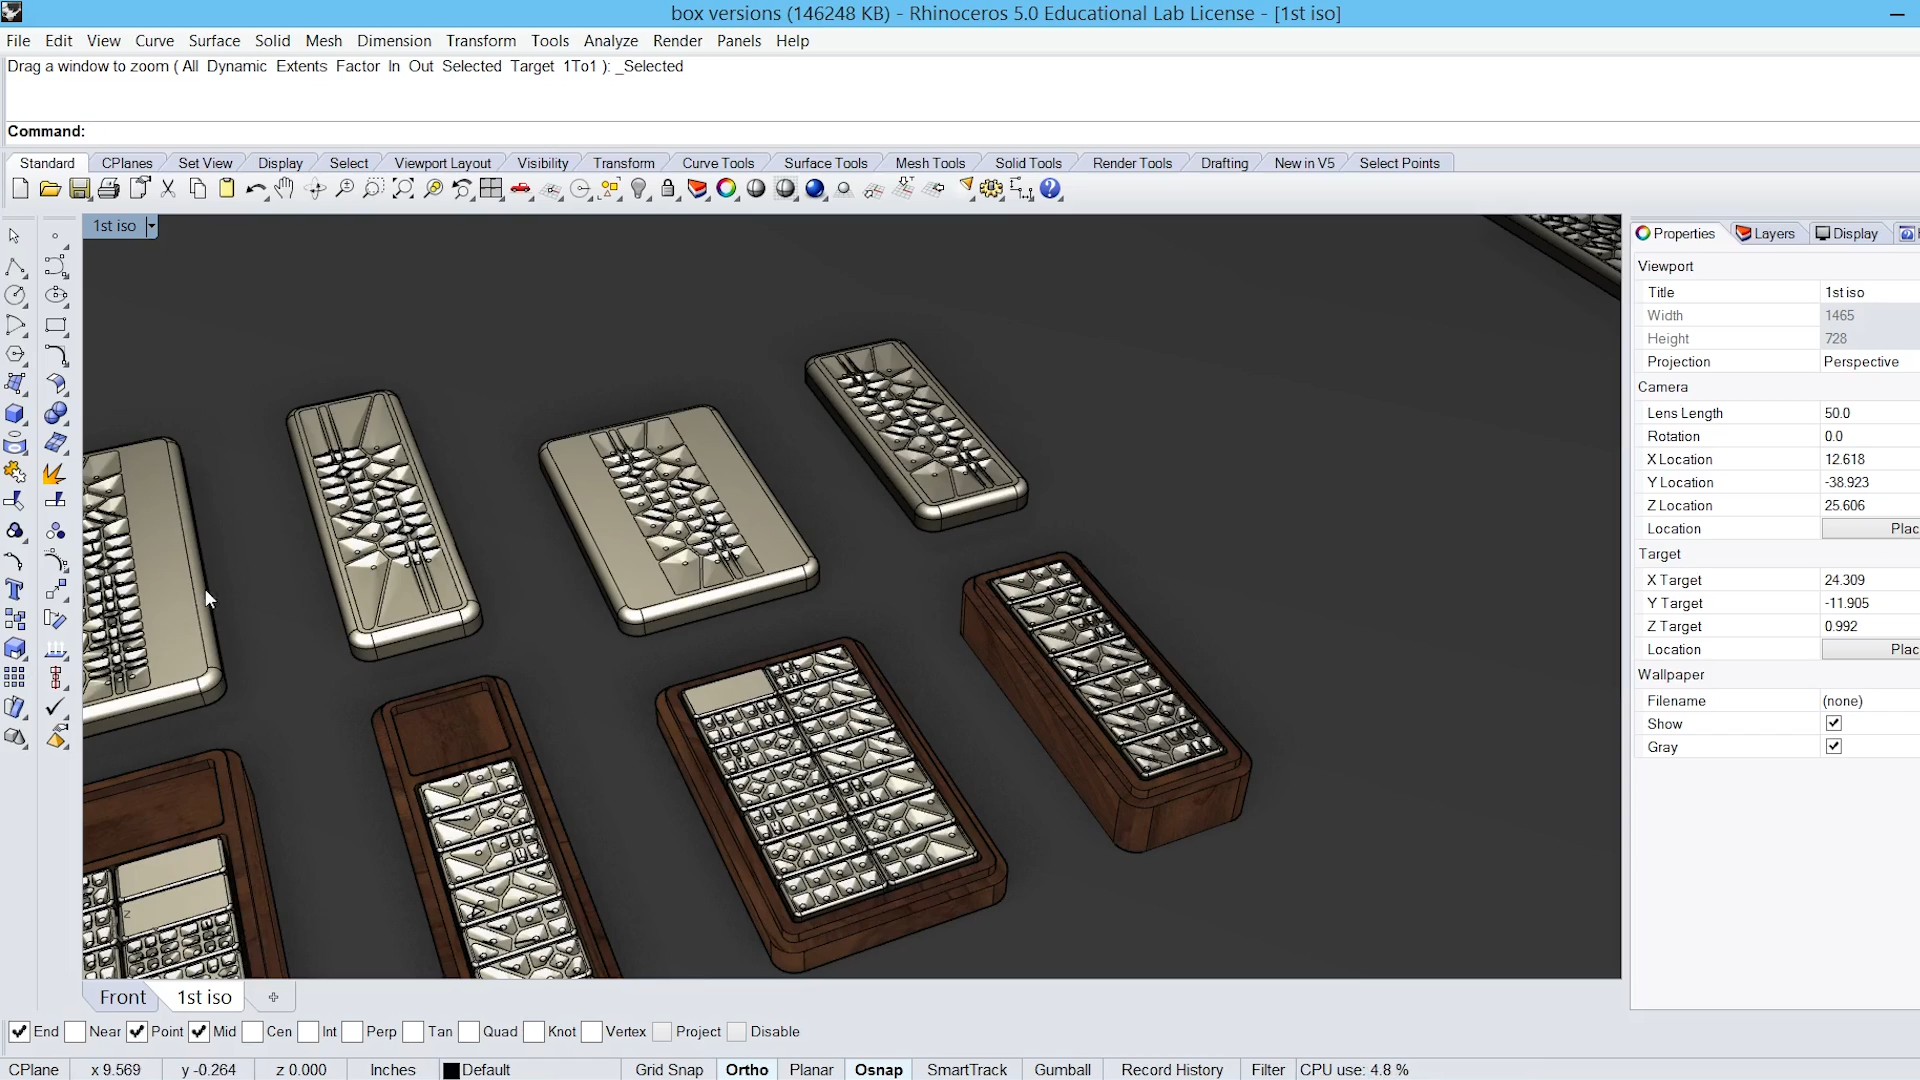 box versions (146248 KB) - Rhinoceros 5.0 Educational Lab License - [1st iso]
File Edit View Curve Surface Solid Mesh Dimension Transform Tools Analyze Render Panels Help
Drag a window to zoom ( All Dynamic Extents Factor In Out Selected Target 1To1 ): _Selected
Command:
Standard CPlanes Set View Display Select Viewport Layout Visibility Transform Curve Tools Surface Tools Mesh Tools Solid Tools Render Tools Drafting New in V5 Select Points
1st iso
Properties Layers Display
Viewport
Title 1st iso
Width 1465
Height 728
Projection Perspective
Camera
Lens Length 50.0
Rotation 0.0
X Location 12.618
Y Location -38.923
Z Location 25.606
Location Plac
Target
X Target 24.309
Y Target -11.905
Z Target 0.992
Location Plac
Wallpaper
Filename (none)
Show
Gray
z
Front 1st iso
End Near Point Mid Cen Int Perp Tan Quad Knot Vertex Project Disable
CPlane x 9.569 y -0.264 z 0.000 Inches Default Grid Snap Ortho Planar Osnap SmartTrack Gumball Record History Filter CPU use: 4.8 %